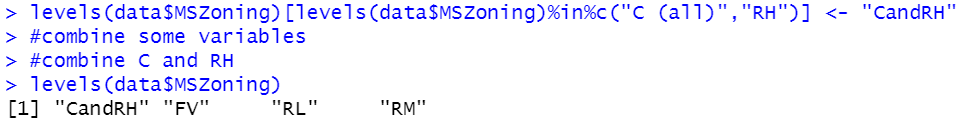 > levels(data$MSZoning)[levels(data$MSZoning)%in%c("C (all)","RH")] <- "CandRH"
> #combine some variables
> #combine C and RH
> levels(data$MSZoning)
[1] "CandRH" "FV"     "RL"     "RM"